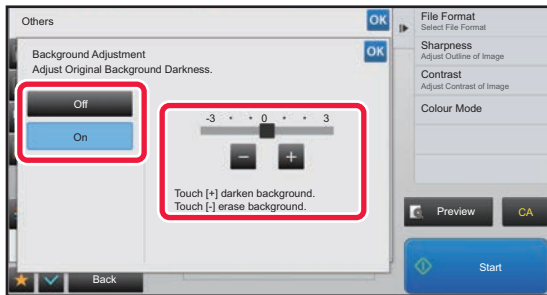 Others
OK
Background Adjustment
OK
Adjust Original Background Darkness.
Off
On
-3 0 3
- +
Touch [+] darken background.
Touch [-] erase background.
Back
File Format
Select File Format
Sharpness
Adjust Outline of Image
Contrast
Adjust Contrast of Image
Colour Mode
Preview
CA
Start